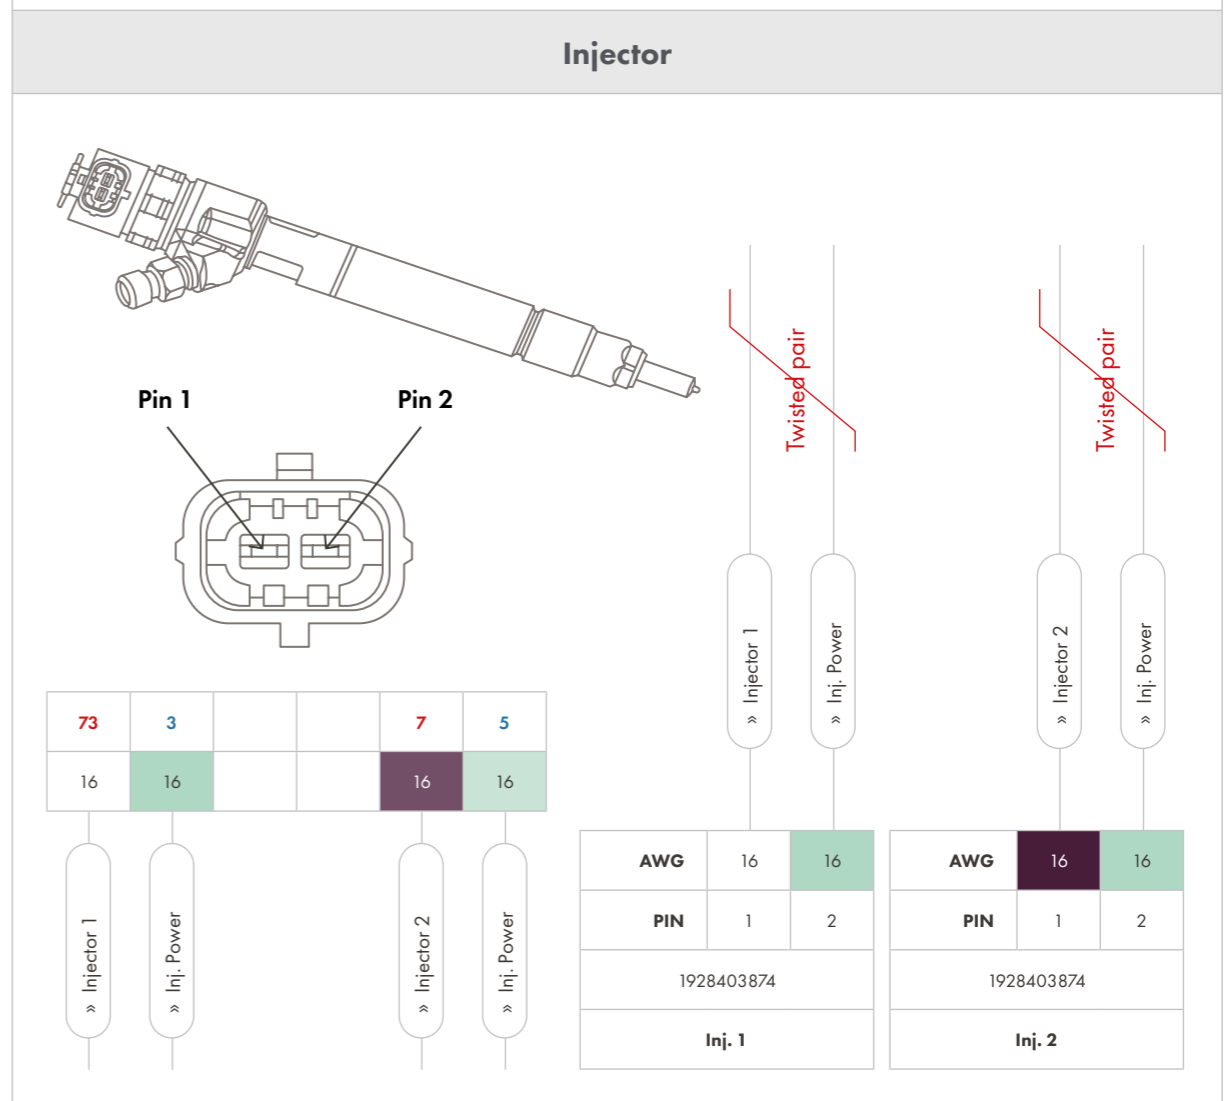 Injector
Pin 1 Pin 2
Twisted pair
Twisted pair
» Injector 1
» Inj. Power
» Injector 2
» Inj. Power
73 3 7 5
16 16 16 16
» Injector 1
» Inj. Power
» Injector 2
» Inj. Power
AWG 16 16
PIN 1 2
1928403874
Inj. 1
AWG 16 16
PIN 1 2
1928403874
Inj. 2